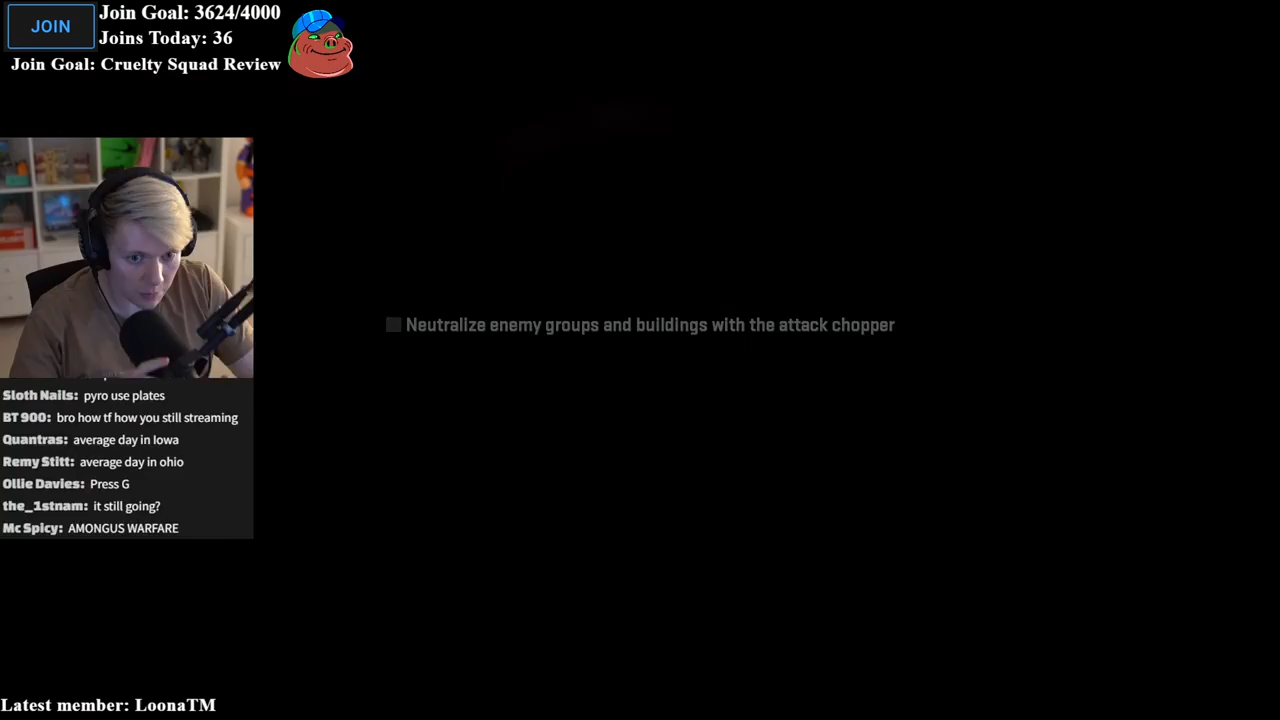 JOIN
Join Goal: 3624/4000
Joins Today: 36
Join Goal: Cruelty Squad Review
Neutralize enemy groups and buildings with the attack chopper
Sloth Nails: pyro use plates
BT 900: bro how tf how you still streaming
Quantras: average day in Iowa
Remy Stitt: average day in ohio
Ollie Davies: Press G
the_1stnam: it still going?
Mc Spicy: AMONGUS WARFARE
Latest member: LoonaTM